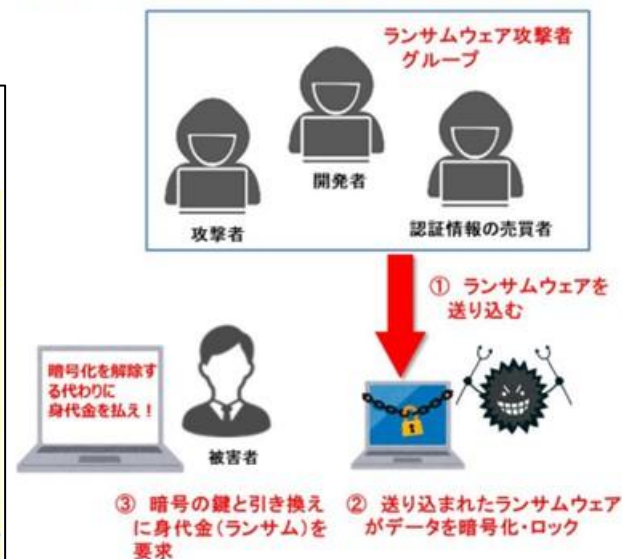 ランサムウェア攻撃者
グループ
開発者
攻撃者
認証情報の売買者
① ランサムウェアを
送り込む
暗号化を解除す
る代わりに
身代金を払え！
被害者
③ 暗号の鍵と引き換え
に身代金(ランサム)を
要求
② 送り込まれたランサムウェア
がデータを暗号化・ロック